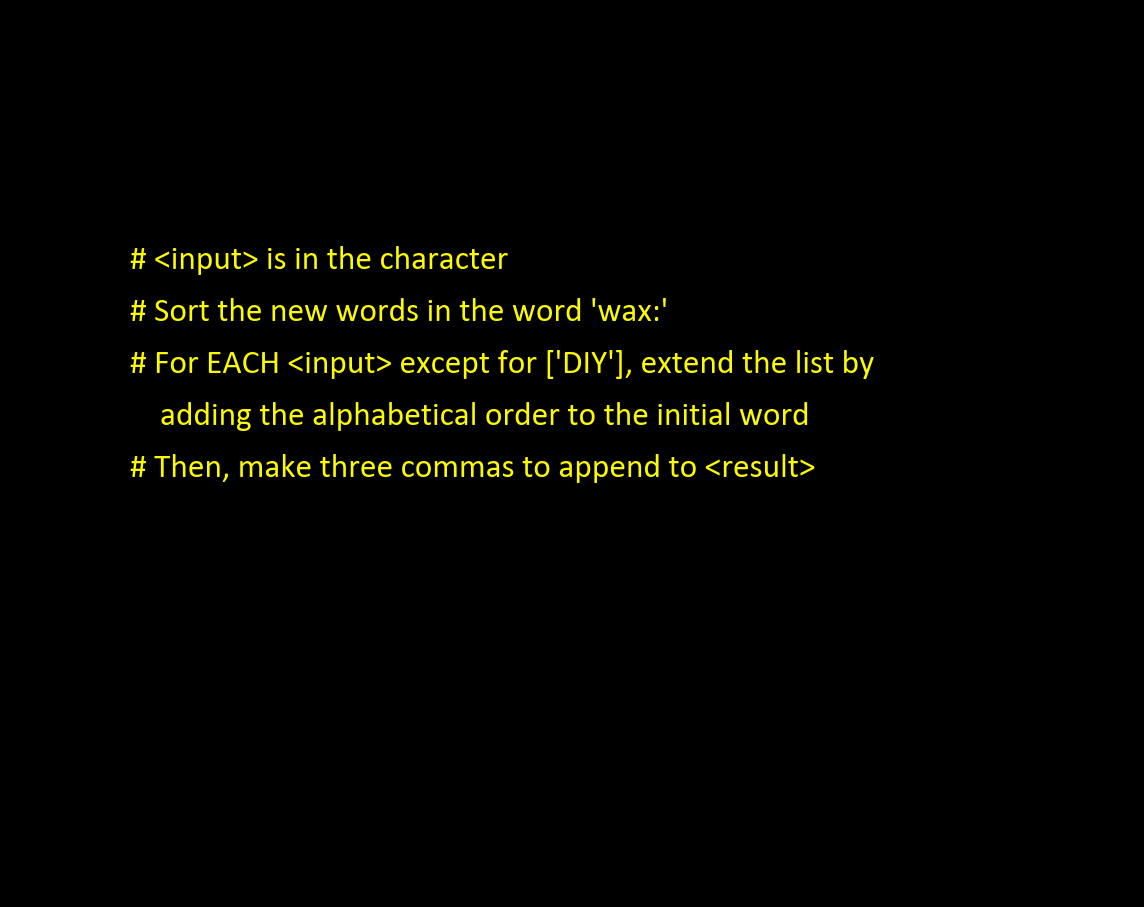 # <input> is in the character
# Sort the new words in the word 'wax:'
# For EACH <input> except for ['DIY'], extend the list by
adding the alphabetical order to the initial word
# Then, make three commas to append to <result>